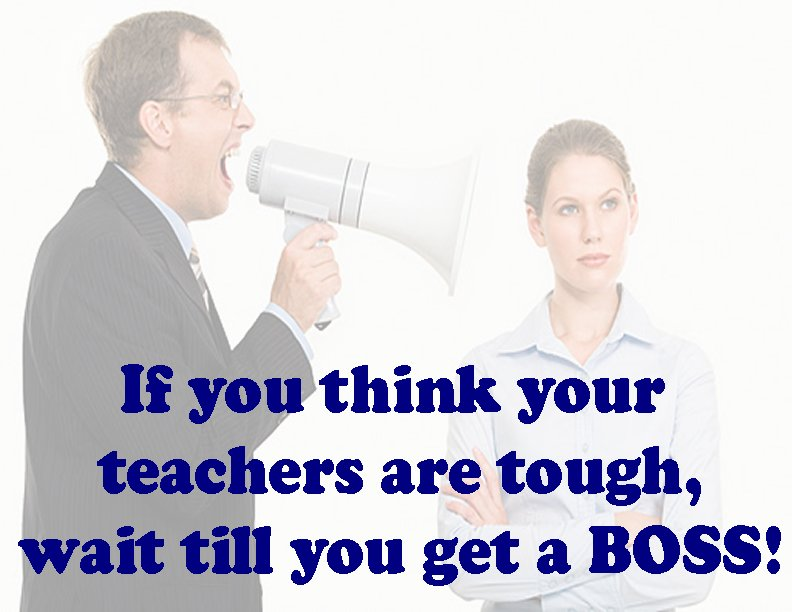 If you think your
teachers are tough,
wait till you get a BOSS!